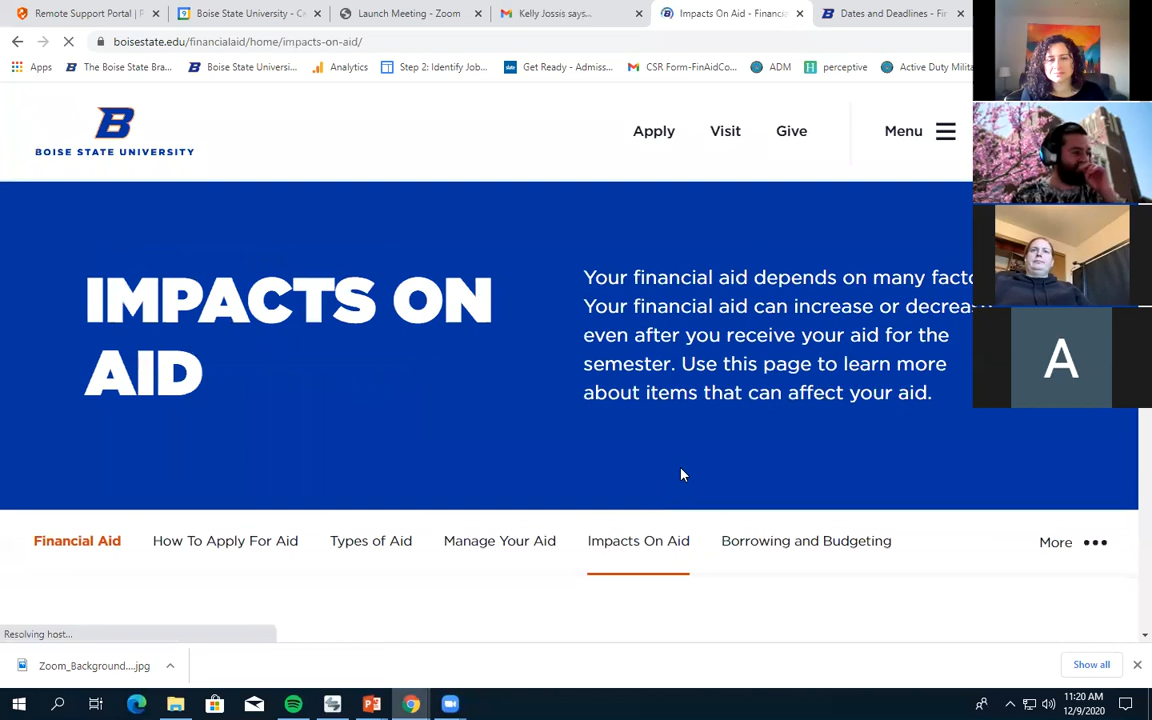 Remote Support Portal | P
Boise State University - Ca
Launch Meeting - Zoom
Kelly Jossis says...
Impacts On Aid - Financia
Dates and Deadlines - Fin
boisestate.edu/financialaid/home/impacts-on-aid/
Apps
The Boise State Bra...
Boise State Universi...
Analytics
Step 2: Identify Job...
Get Ready - Admiss...
CSR Form-FinAidCo...
ADM
perceptive
Active Duty Milita
B
BOISE STATE UNIVERSITY
Apply
Visit
Give
Menu
IMPACTS ON
AID
Your financial aid depends on many facto
Your financial aid can increase or decreas
even after you receive your aid for the
semester. Use this page to learn more
about items that can affect your aid.
A
Financial Aid
How To Apply For Aid
Types of Aid
Manage Your Aid
Impacts On Aid
Borrowing and Budgeting
More
Resolving host...
Zoom_Background....jpg
Show all
11:20 AM
12/9/2020